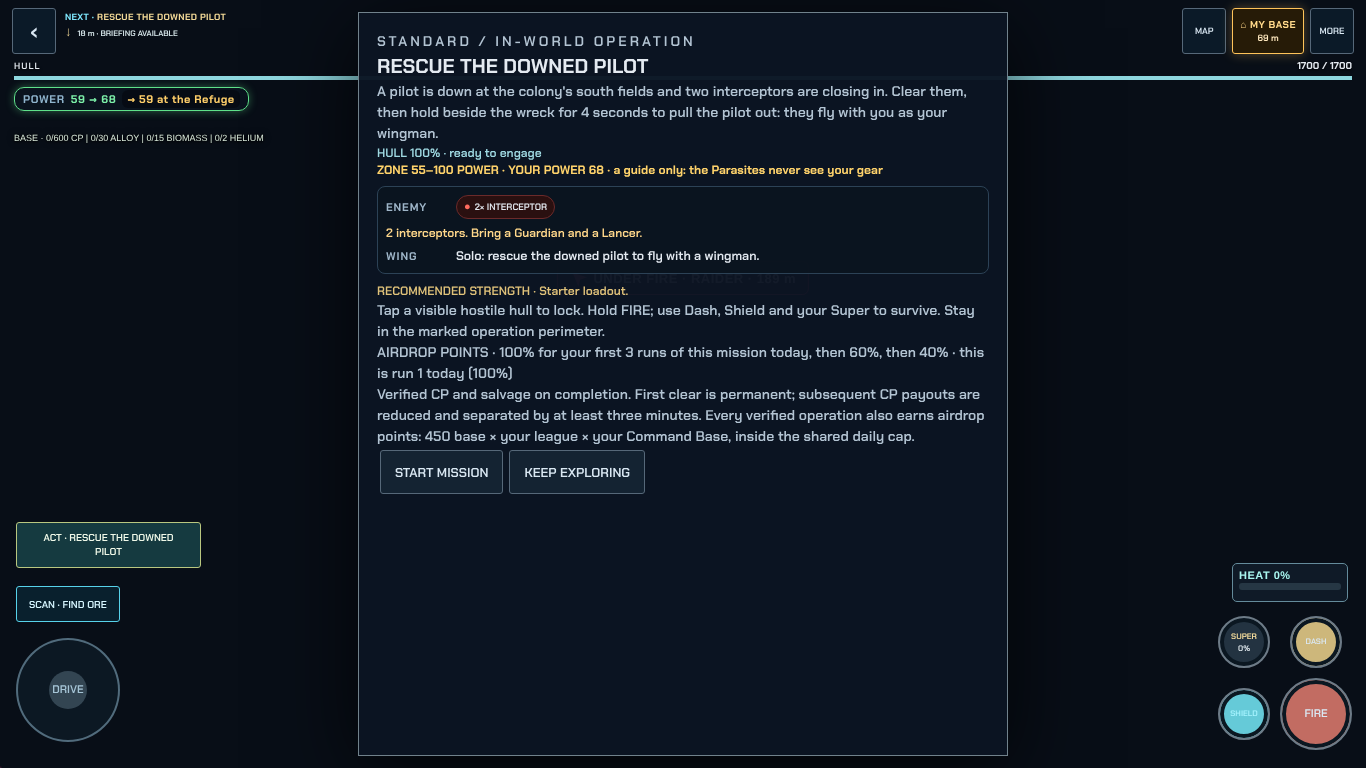 NEXT · RESCUE THE DOWNED PILOT
↓ 18 m · BRIEFING AVAILABLE
MAP
⌂ MY BASE
69 m
MORE
HULL
1700 / 1700
POWER 59 → 68 → 59 at the Refuge
BASE · 0/600 CP | 0/30 ALLOY | 0/15 BIOMASS | 0/2 HELIUM
STANDARD / IN-WORLD OPERATION
RESCUE THE DOWNED PILOT
A pilot is down at the colony's south fields and two interceptors are closing in. Clear them,
then hold beside the wreck for 4 seconds to pull the pilot out: they fly with you as your
wingman.
HULL 100% · ready to engage
ZONE 55–100 POWER · YOUR POWER 68 · a guide only: the Parasites never see your gear
ENEMY
2× INTERCEPTOR
2 interceptors. Bring a Guardian and a Lancer.
WING
Solo: rescue the downed pilot to fly with a wingman.
UNDER FIRE · RAIDER
RECOMMENDED STRENGTH · Starter loadout.
Tap a visible hostile hull to lock. Hold FIRE; use Dash, Shield and your Super to survive. Stay
in the marked operation perimeter.
AIRDROP POINTS · 100% for your first 3 runs of this mission today, then 60%, then 40% · this
is run 1 today (100%)
Verified CP and salvage on completion. First clear is permanent; subsequent CP payouts are
reduced and separated by at least three minutes. Every verified operation also earns airdrop
points: 450 base × your league × your Command Base, inside the shared daily cap.
START MISSION
KEEP EXPLORING
ACT · RESCUE THE DOWNED
PILOT
SCAN · FIND ORE
DRIVE
HEAT 0%
SUPER
0%
DASH
SHIELD
FIRE